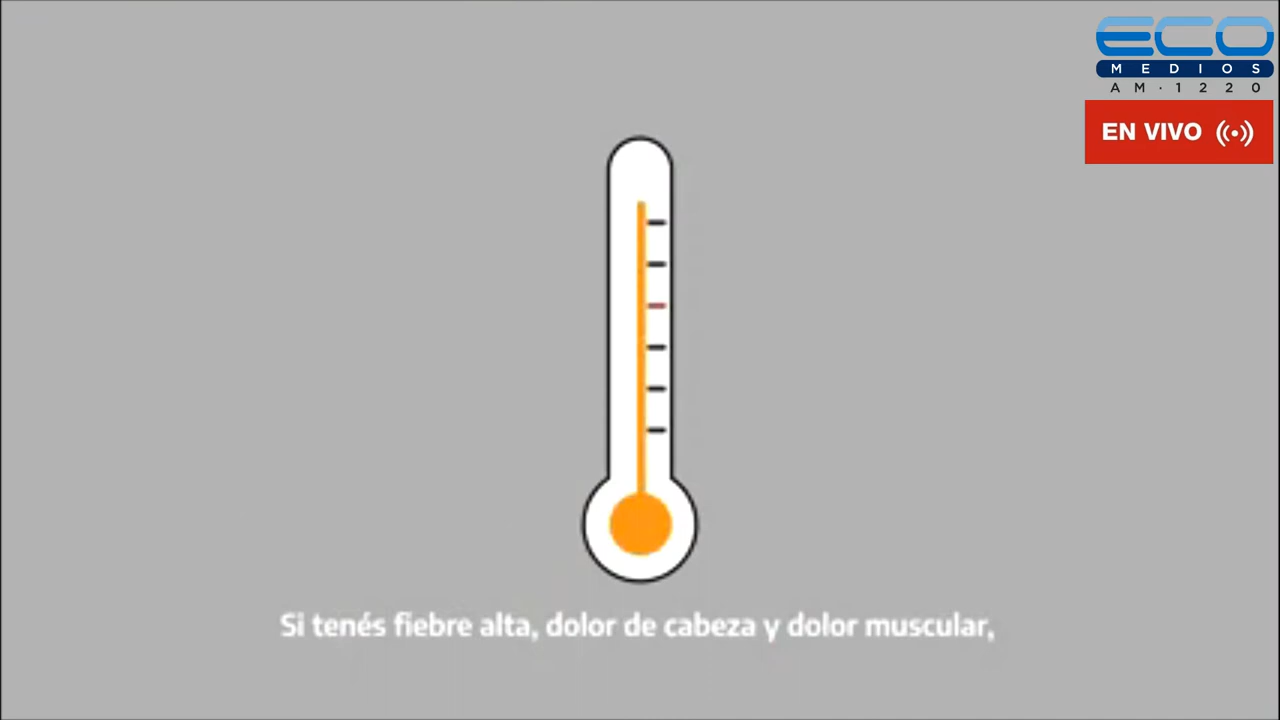 ECO
MEDIOS
AM·1220
EN VIVO
Si tenés fiebre alta, dolor de cabeza y dolor muscular,